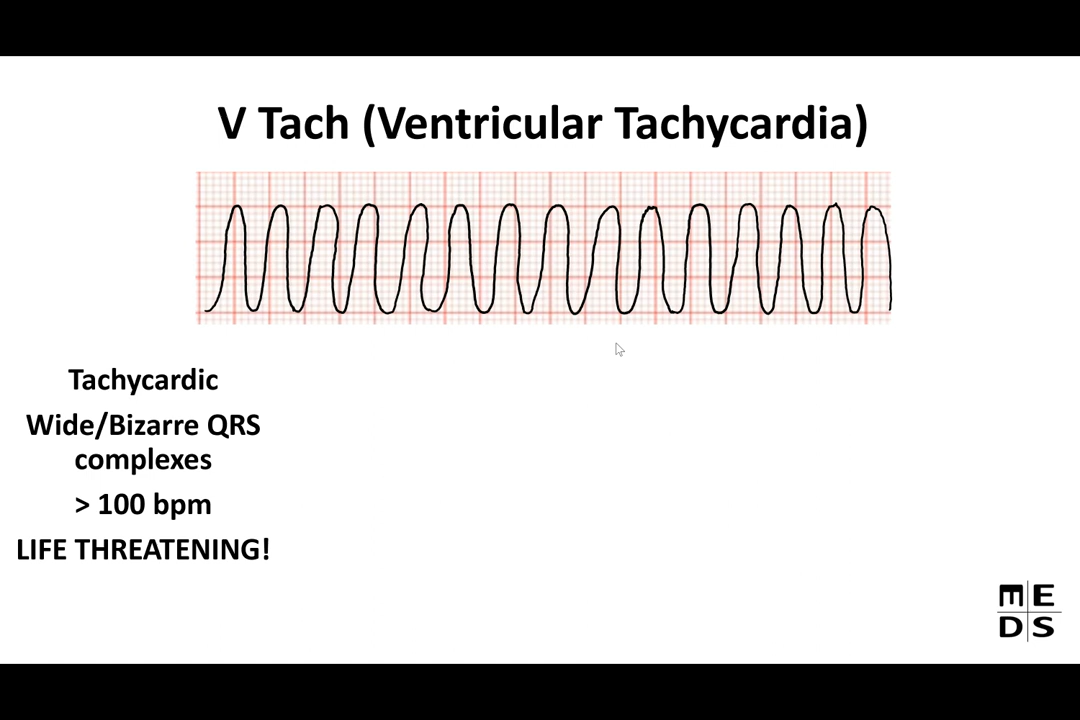 V Tach (Ventricular Tachycardia)
Tachycardic
Wide/Bizarre QRS
complexes
> 100 bpm
LIFE THREATENING!
ME
DS